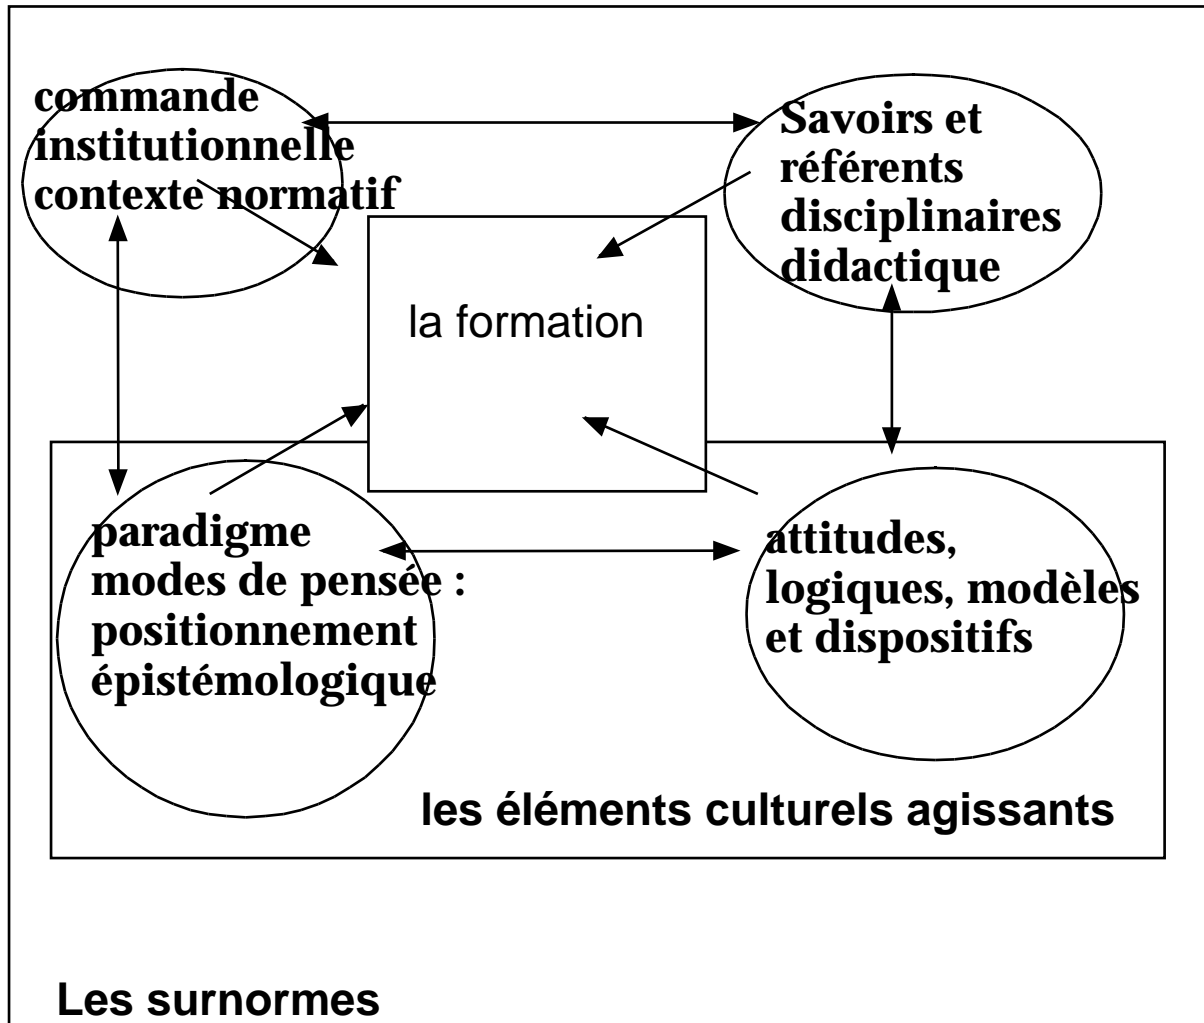 commande
institutionnelle
contexte normatif
Savoirs et
référents
disciplinaires
didactique
la formation
paradigme
modes de pensée :
positionnement
épistémologique
attitudes,
logiques, modèles
et dispositifs
les éléments culturels agissants
Les surnormes